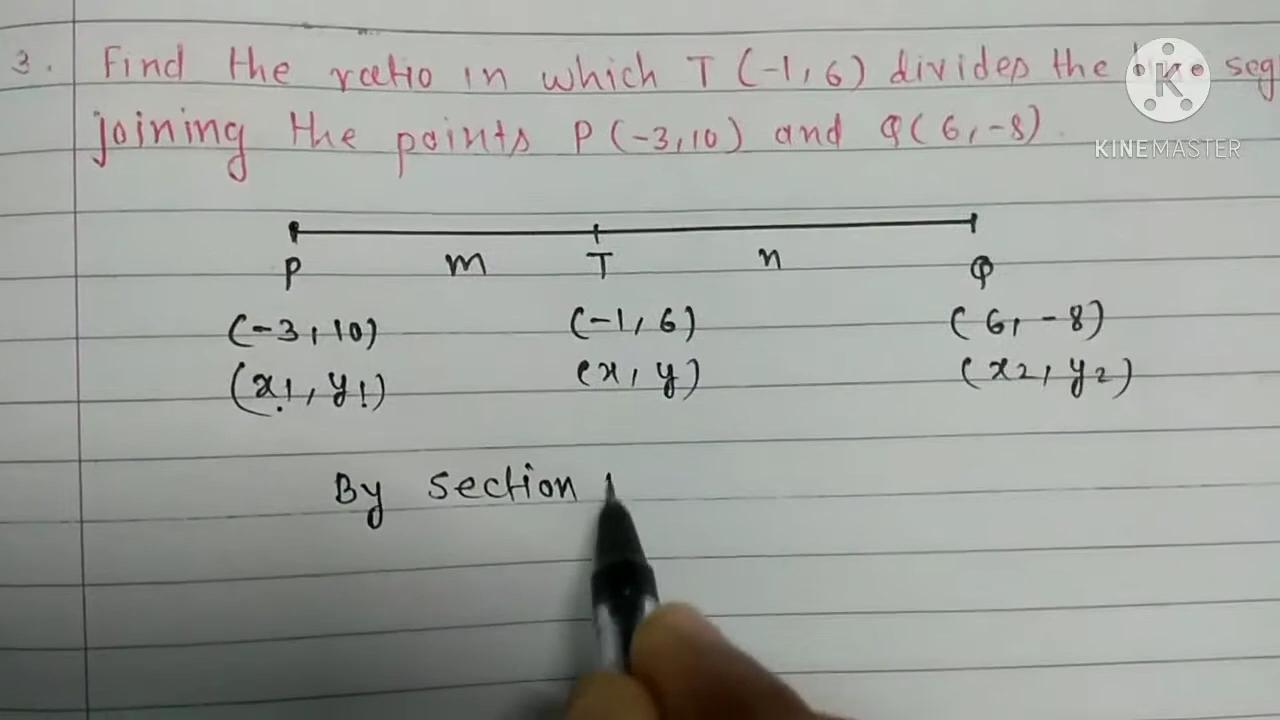 3. Find the ratio in which T (-1, 6) divides the seg
joining the points P (-3, 10) and Q (6, -8).
P m T n Q
(-3, 10) (-1, 6) (6, -8)
(x1, y1) (x, y) (x2, y2)
By section
K
KINEMASTER